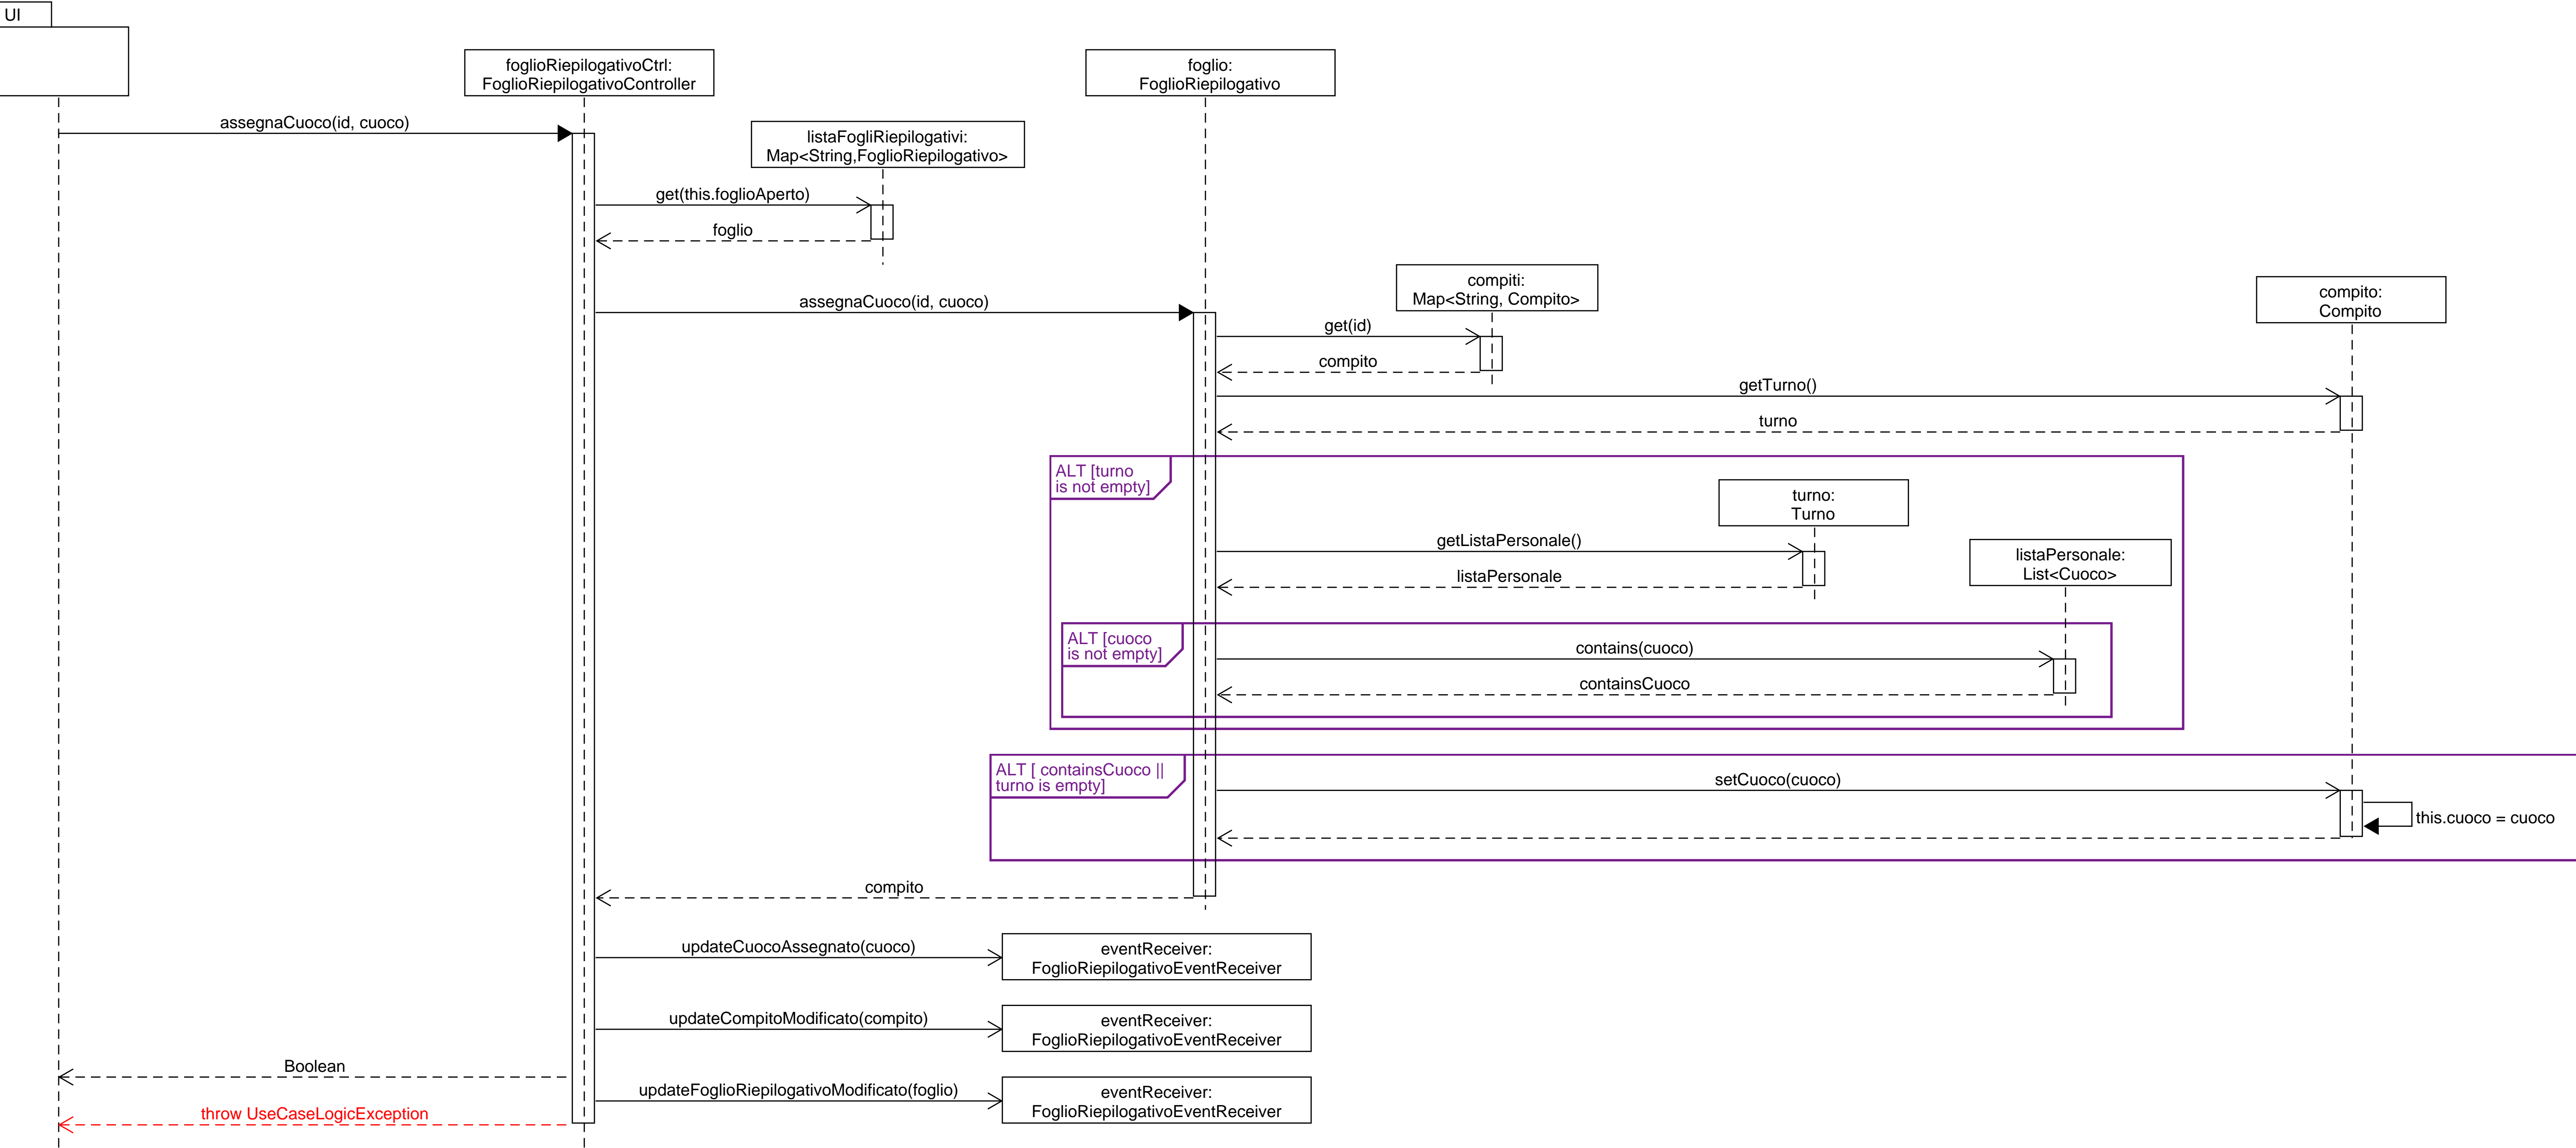 UI
foglioRiepilogativoCtrl:
FoglioRiepilogativoController
foglio:
FoglioRiepilogativo
assegnaCuoco(id, cuoco)
listaFogliRiepilogativi:
Map<String,FoglioRiepilogativo>
get(this.foglioAperto)
foglio
compiti:
Map<String, Compito>
compito:
Compito
assegnaCuoco(id, cuoco)
get(id)
compito
getTurno()
turno
ALT [turno
is not empty]
turno:
Turno
getListaPersonale()
listaPersonale:
List<Cuoco>
listaPersonale
ALT [cuoco
is not empty]
contains(cuoco)
containsCuoco
ALT [ containsCuoco ||
turno is empty]
setCuoco(cuoco)
this.cuoco = cuoco
compito
updateCuocoAssegnato(cuoco)
eventReceiver:
FoglioRiepilogativoEventReceiver
updateCompitoModificato(compito)
eventReceiver:
FoglioRiepilogativoEventReceiver
Boolean
updateFoglioRiepilogativoModificato(foglio)
eventReceiver:
FoglioRiepilogativoEventReceiver
throw UseCaseLogicException